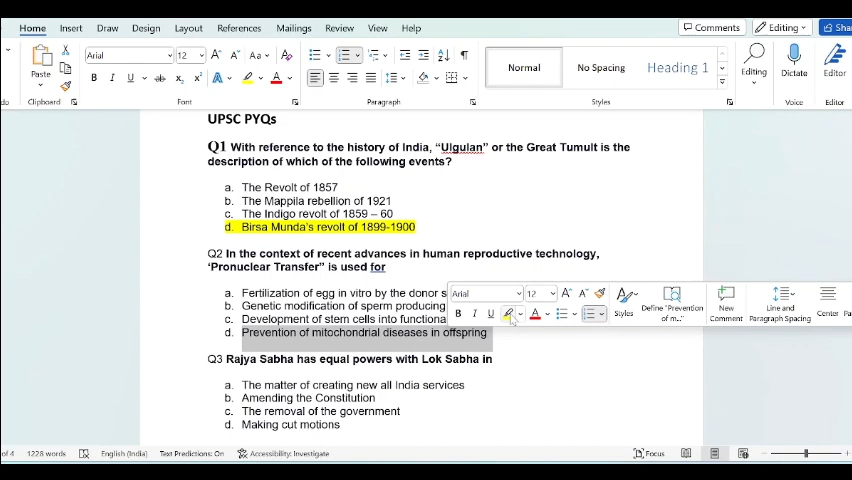 Home Insert Draw Design Layout References Mailings Review View Help Comments Editing Sha
Arial 12 Aa Normal No Spacing Heading 1
Paste Editing Dictate Editor
Clipboard Font Paragraph Styles Voice Editor
UPSC PYQs
Q1 With reference to the history of India, “Ulgulan” or the Great Tumult is the
description of which of the following events?
a. The Revolt of 1857
b. The Mappila rebellion of 1921
c. The Indigo revolt of 1859 – 60
d. Birsa Munda's revolt of 1899-1900
Q2 In the context of recent advances in human reproductive technology,
‘Pronuclear Transfer” is used for
a. Fertilization of egg in vitro by the donor s
b. Genetic modification of sperm producing
c. Development of stem cells into functiona
d. Prevention of mitochondrial diseases in offspring
Arial 12
B I U Styles Define "Prevention of m..." New Comment Line and Paragraph Spacing Center
Q3 Rajya Sabha has equal powers with Lok Sabha in
a. The matter of creating new all India services
b. Amending the Constitution
c. The removal of the government
d. Making cut motions
of 4 1228 words English (India) Text Predictions: On Accessibility: Investigate Focus